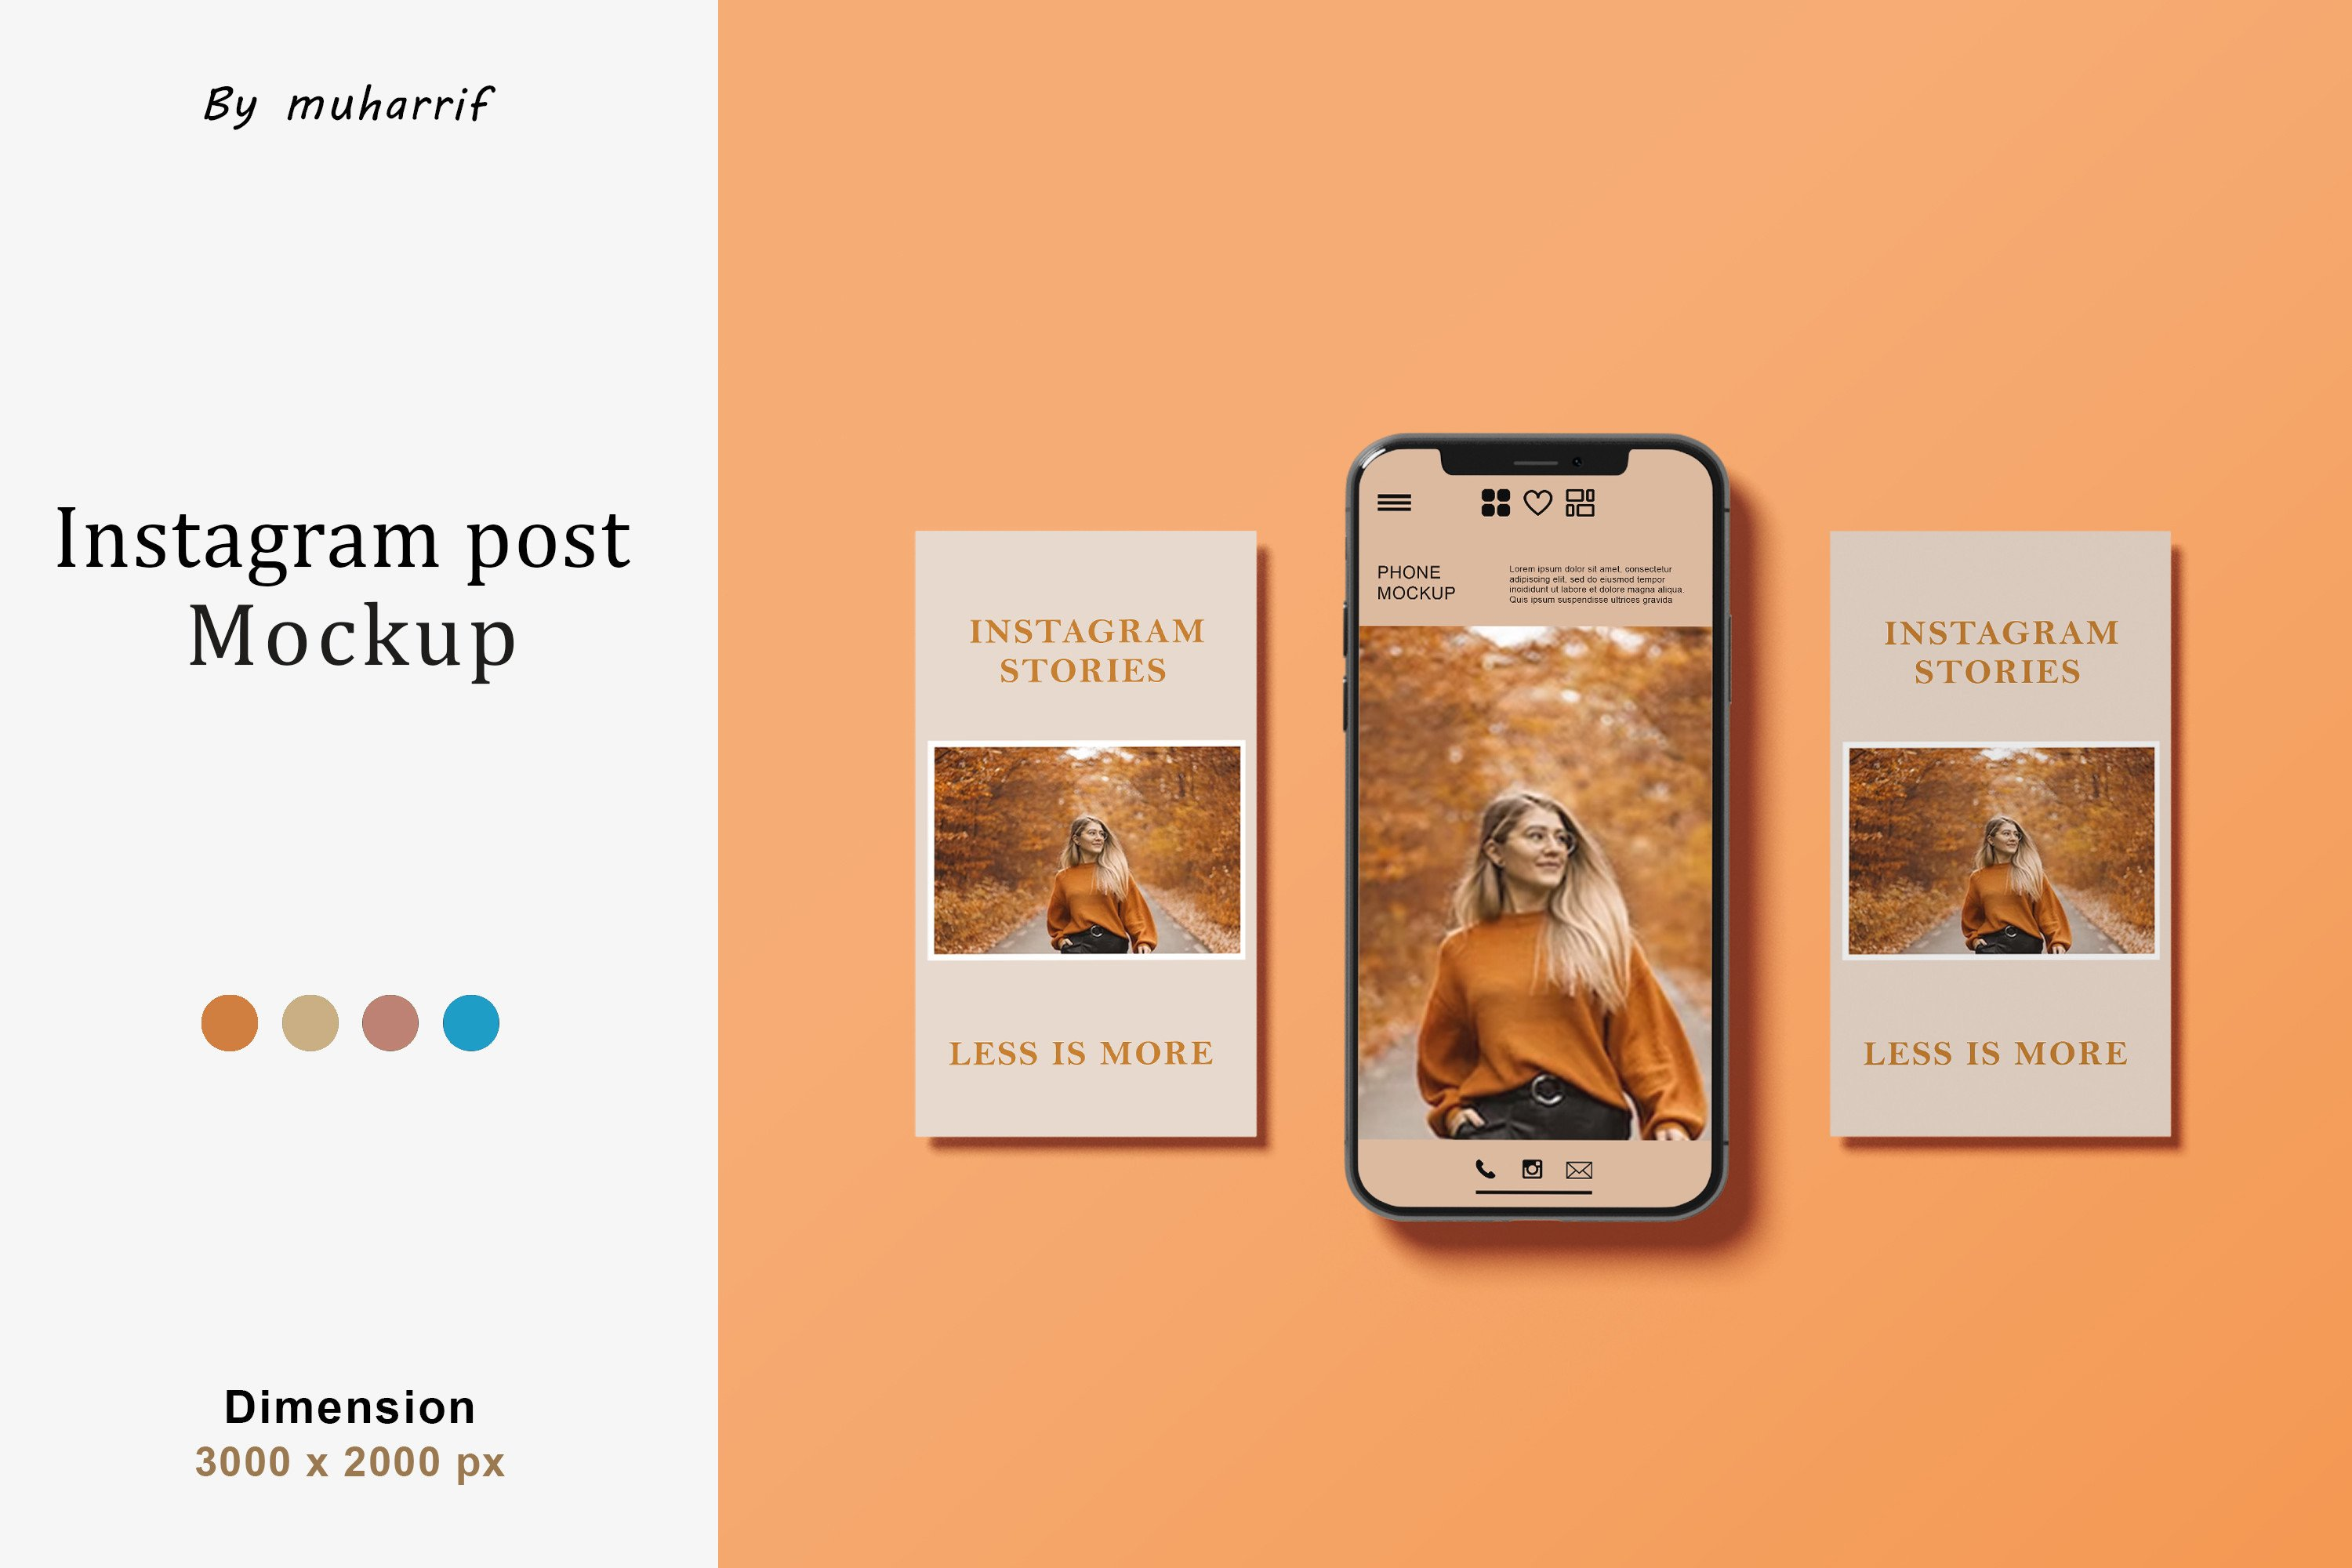 By muharrif
Instagram post
Mockup
Dimension
3000 x 2000 px
INSTAGRAM
STORIES
LESS IS MORE
PHONE
MOCKUP
Lorem ipsum dolor sit amet, consectetur
adipiscing elit, sed do eiusmod tempor
incididunt ut labore et dolore magna aliqua.
Quis ipsum suspendisse ultrices gravida
INSTAGRAM
STORIES
LESS IS MORE